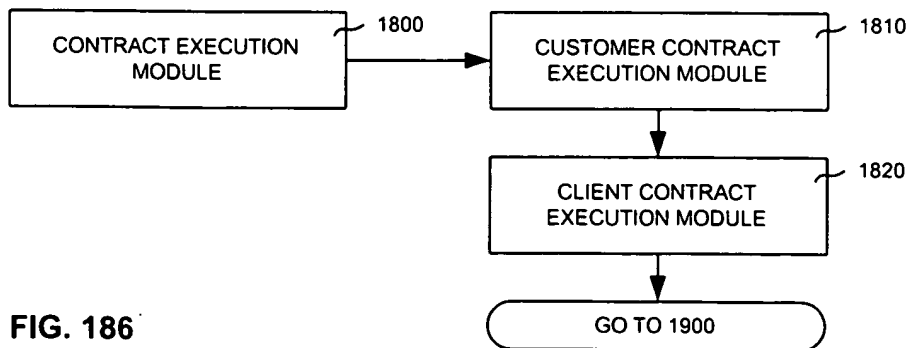 1800
CONTRACT EXECUTION
MODULE
1810
CUSTOMER CONTRACT
EXECUTION MODULE
1820
CLIENT CONTRACT
EXECUTION MODULE
GO TO 1900
FIG. 186